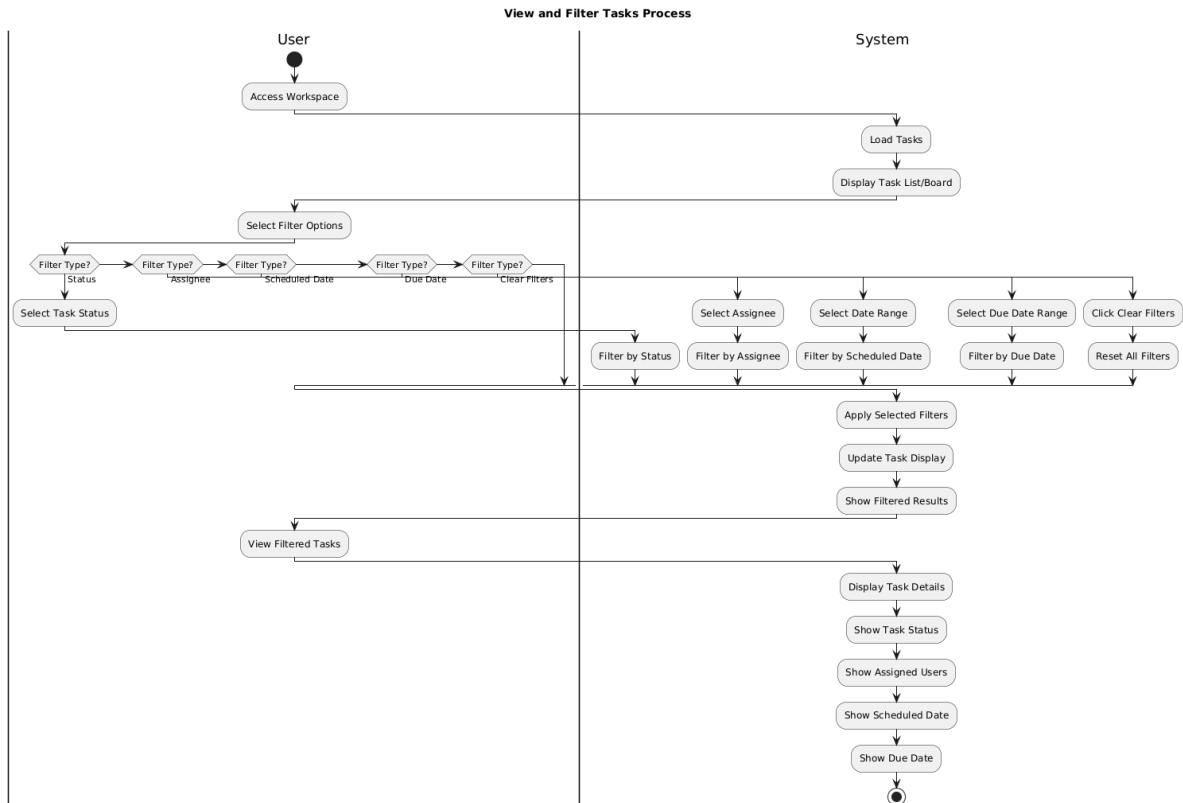 View and Filter Tasks Process
User
System
Access Workspace
Load Tasks
Display Task List/Board
Select Filter Options
Filter Type?
Filter Type?
Filter Type?
Filter Type?
Filter Type?
Status
Assignee
Scheduled Date
Due Date
Clear Filters
Select Task Status
Select Assignee
Select Date Range
Select Due Date Range
Click Clear Filters
Filter by Status
Filter by Assignee
Filter by Scheduled Date
Filter by Due Date
Reset All Filters
Apply Selected Filters
Update Task Display
Show Filtered Results
View Filtered Tasks
Display Task Details
Show Task Status
Show Assigned Users
Show Scheduled Date
Show Due Date